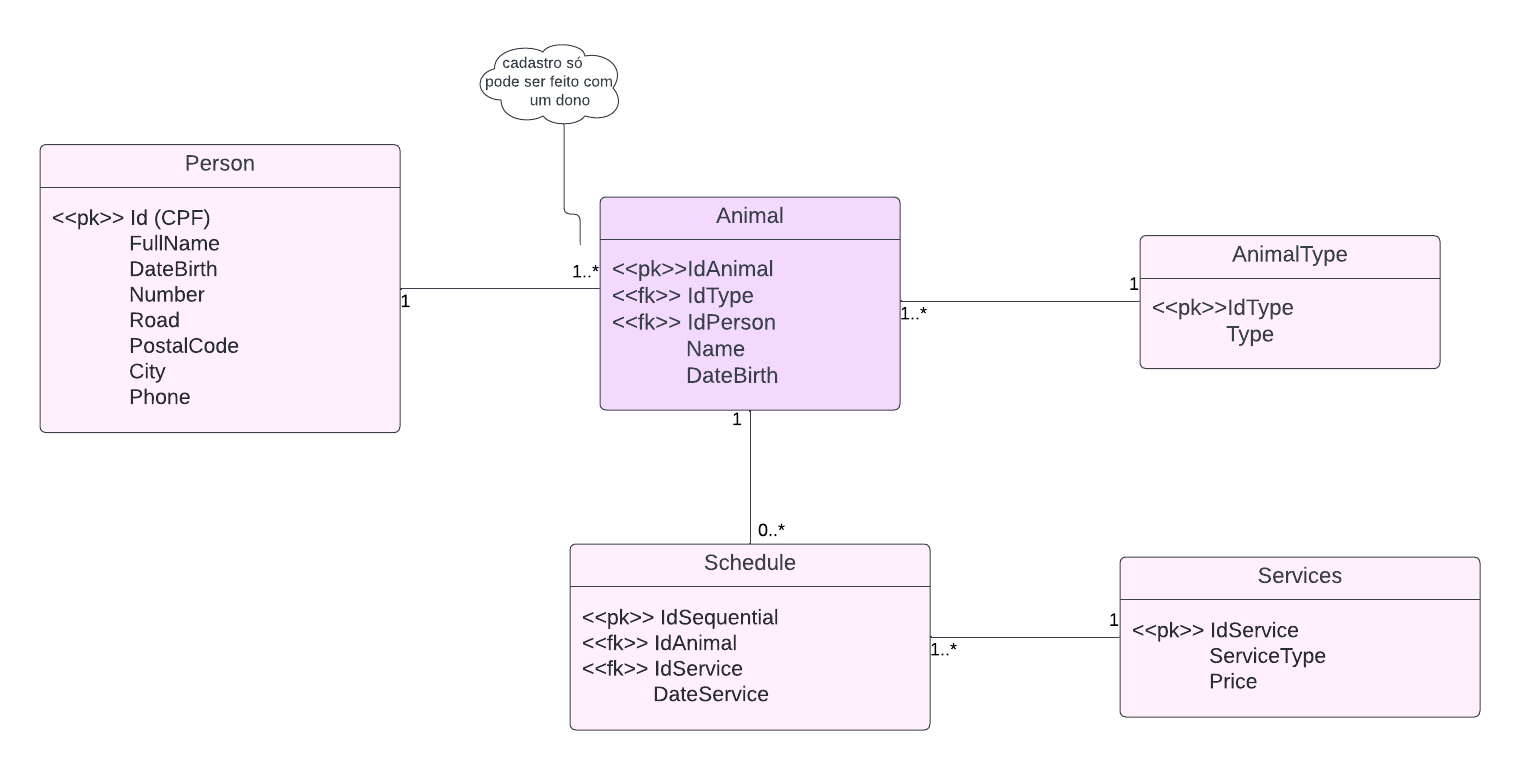 cadastro só
pode ser feito com
um dono
Person
<<pk>> Id (CPF)
FullName
DateBirth
Number
Road
PostalCode
City
Phone
1
1..*
Animal
<<pk>>IdAnimal
<<fk>> IdType
<<fk>> IdPerson
Name
DateBirth
1..*
1
AnimalType
<<pk>>IdType
Type
1
0..*
Schedule
<<pk>> IdSequential
<<fk>> IdAnimal
<<fk>> IdService
DateService
1..*
1
Services
<<pk>> IdService
ServiceType
Price